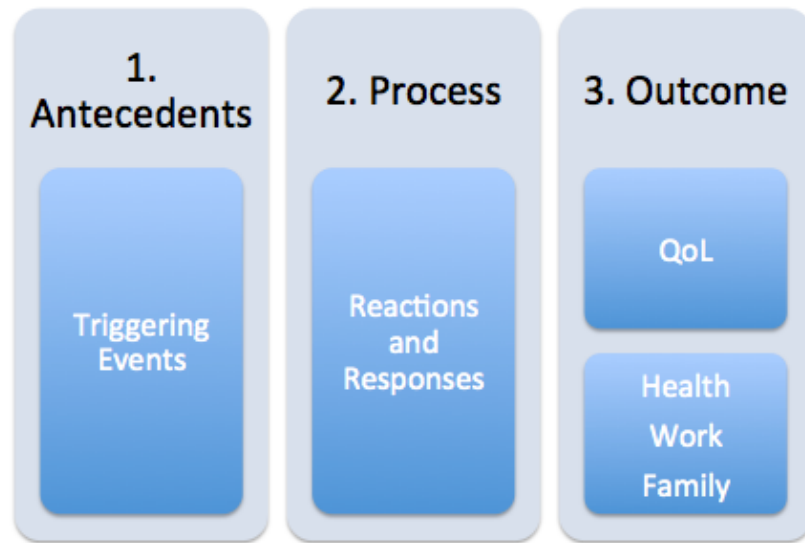 1.
Antecedents
Triggering
Events
2. Process
Reactions
and
Responses
3. Outcome
QoL
Health
Work
Family